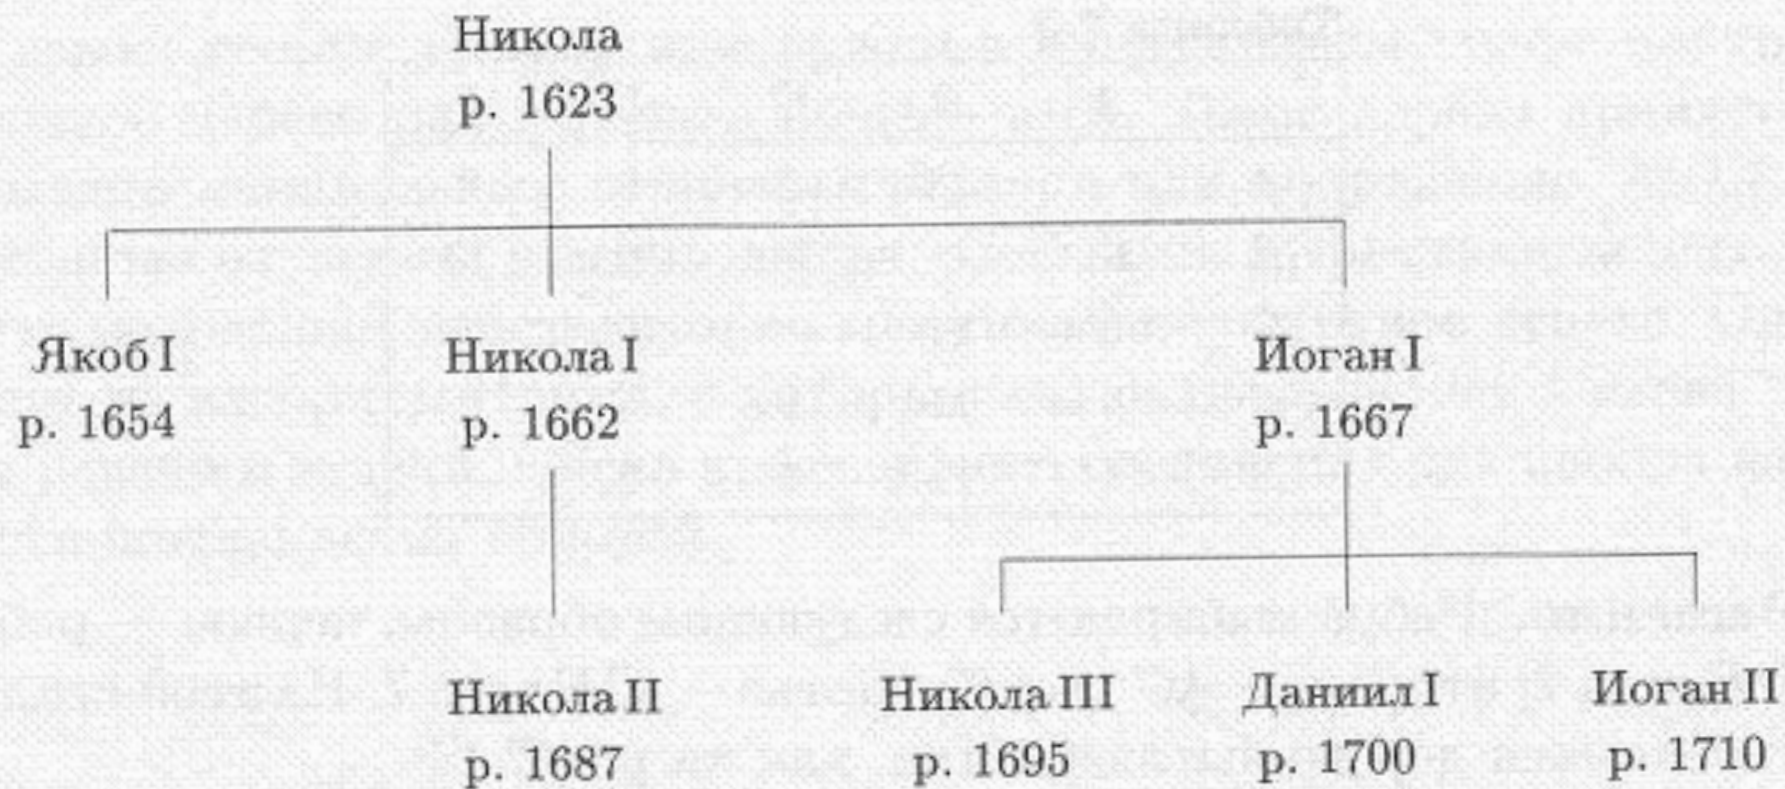 Никола
р. 1623
Якоб I Никола I Иоган I
р. 1654 р. 1662 р. 1667
Никола II Никола III Даниил I Иоган II
р. 1687 р. 1695 р. 1700 р. 1710